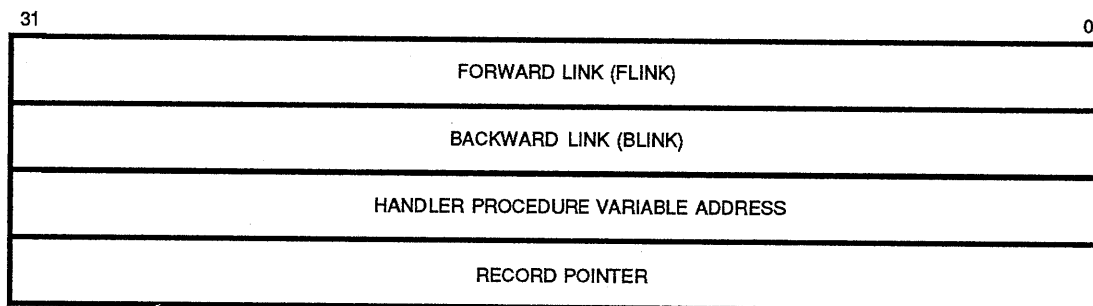 31 0
FORWARD LINK (FLINK)
BACKWARD LINK (BLINK)
HANDLER PROCEDURE VARIABLE ADDRESS
RECORD POINTER